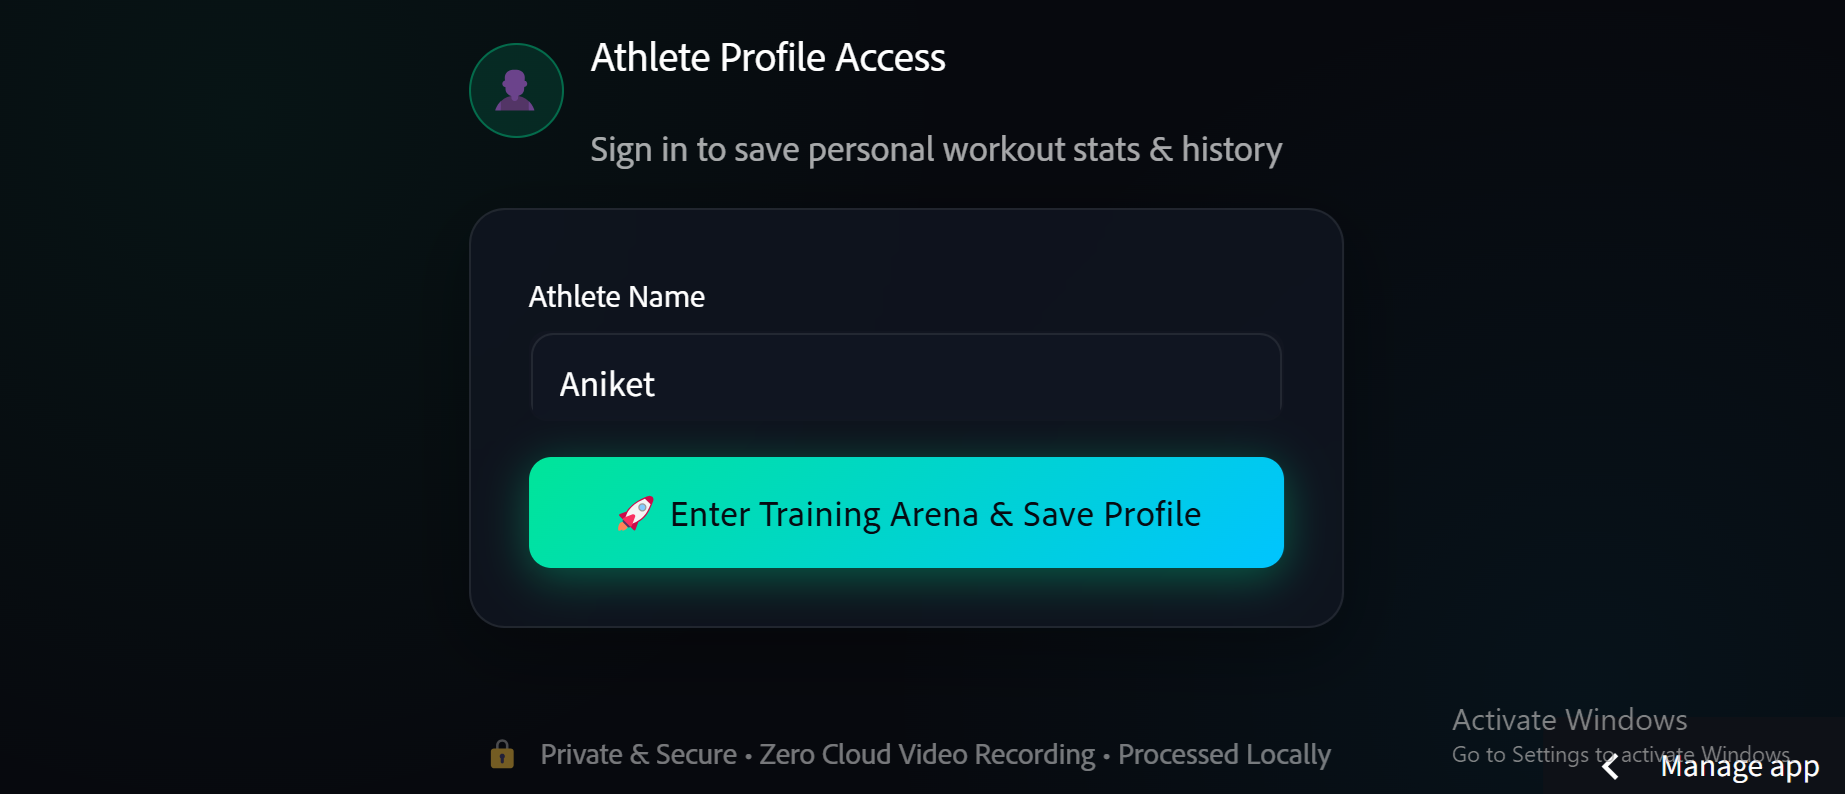 Athlete Profile Access
Sign in to save personal workout stats & history
Athlete Name
Aniket
🚀 Enter Training Arena & Save Profile
🔒 Private & Secure • Zero Cloud Video Recording • Processed Locally
Activate Windows
Go to Settings to activate Windows.
Manage app